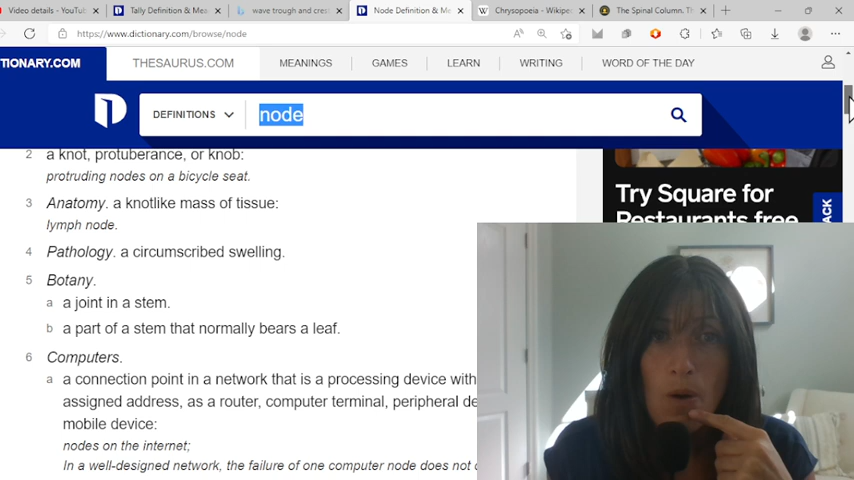 Video details - YouTub
Tally Definition & Mea
wave trough and cres
Node Definition & Me
Chrysopoeia - Wikipe
The Spinal Column. Th
https://www.dictionary.com/browse/node
TIONARY.COM
THESAURUS.COM
MEANINGS
GAMES
LEARN
WRITING
WORD OF THE DAY
DEFINITIONS
node
2 a knot, protuberance, or knob:
protruding nodes on a bicycle seat.
3 Anatomy. a knotlike mass of tissue:
lymph node.
4 Pathology. a circumscribed swelling.
5 Botany.
a a joint in a stem.
b a part of a stem that normally bears a leaf.
6 Computers.
a a connection point in a network that is a processing device with
assigned address, as a router, computer terminal, peripheral de
mobile device:
nodes on the internet;
In a well-designed network, the failure of one computer node does not
Try Square for
Restaurants free
ACK